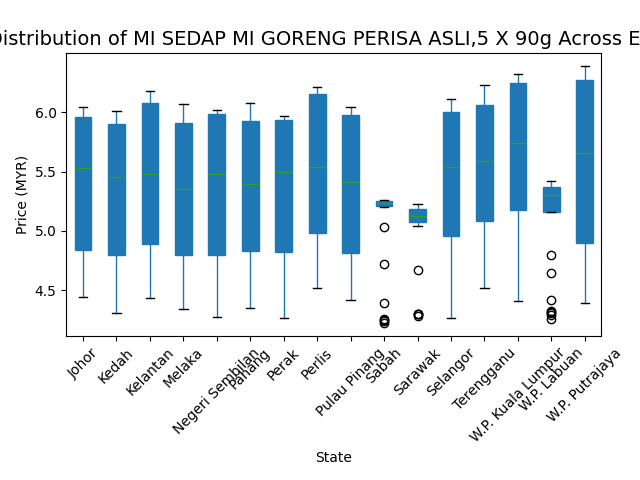 Distribution of MI SEDAP MI GORENG PERISA ASLI,5 X 90g Across E
Price (MYR)
6.0
5.5
5.0
4.5
Johor
Kedah
Kelantan
Melaka
Negeri Sembilan
Pahang
Perak
Perlis
Pulau Pinang
Sabah
Sarawak
Selangor
Terengganu
W.P. Kuala Lumpur
W.P. Labuan
W.P. Putrajaya
State